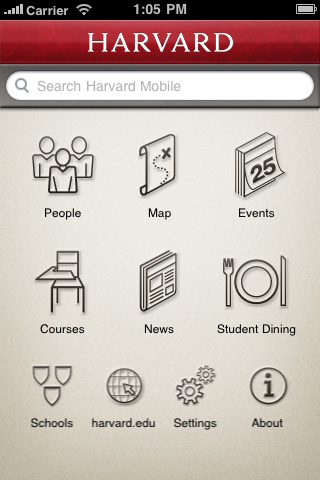 Carrier 1:05 PM
HARVARD
Search Harvard Mobile
25
People Map Events
Courses News Student Dining
Schools harvard.edu Settings About